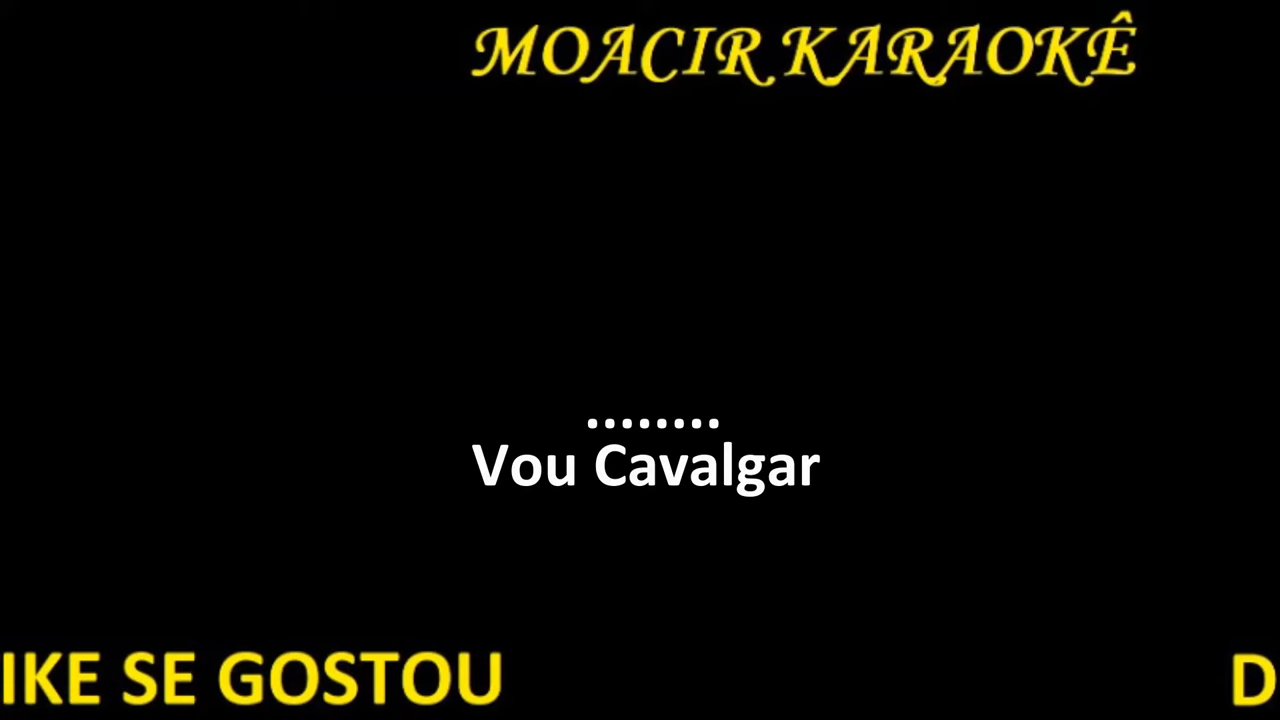 MOACIR KARAOKÊ
........
Vou Cavalgar
IKE SE GOSTOU D